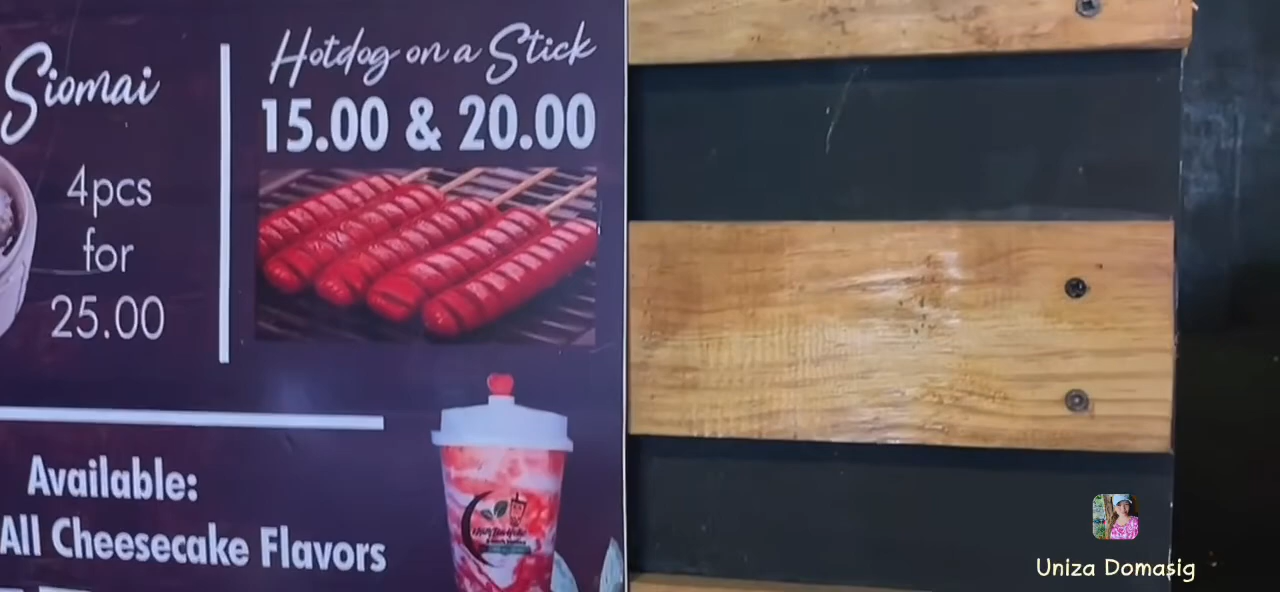 Siomai
4pcs
for
25.00
Hotdog on a Stick
15.00 & 20.00
Available:
All Cheesecake Flavors
Uniza Domasig